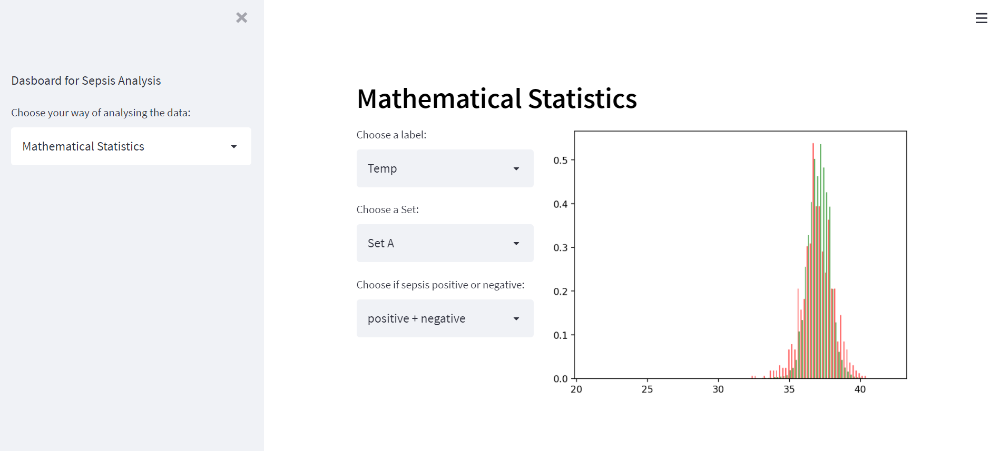 Dasboard for Sepsis Analysis
Choose your way of analysing the data:
Mathematical Statistics
Mathematical Statistics
Choose a label:
Temp
Choose a Set:
Set A
Choose if sepsis positive or negative:
positive + negative
0.5
0.4
0.3
0.2
0.1
0.0
20 25 30 35 40